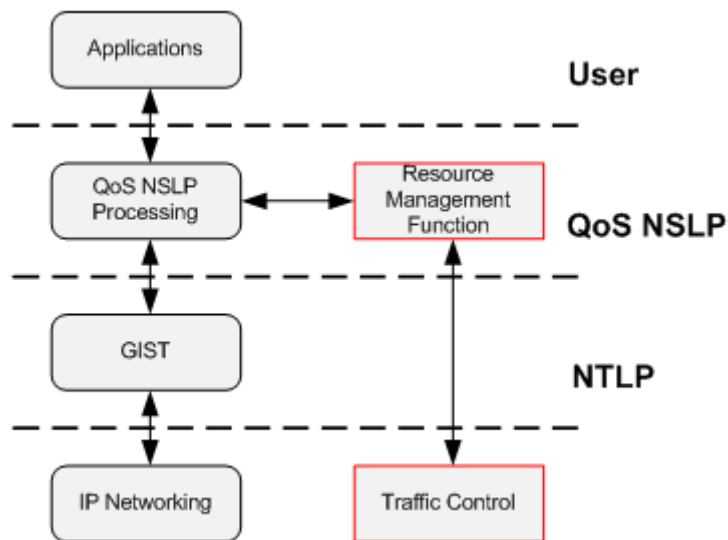 Applications
User
QoS NSLP
Processing
Resource
Management
Function
QoS NSLP
GIST
NTLP
IP Networking
Traffic Control